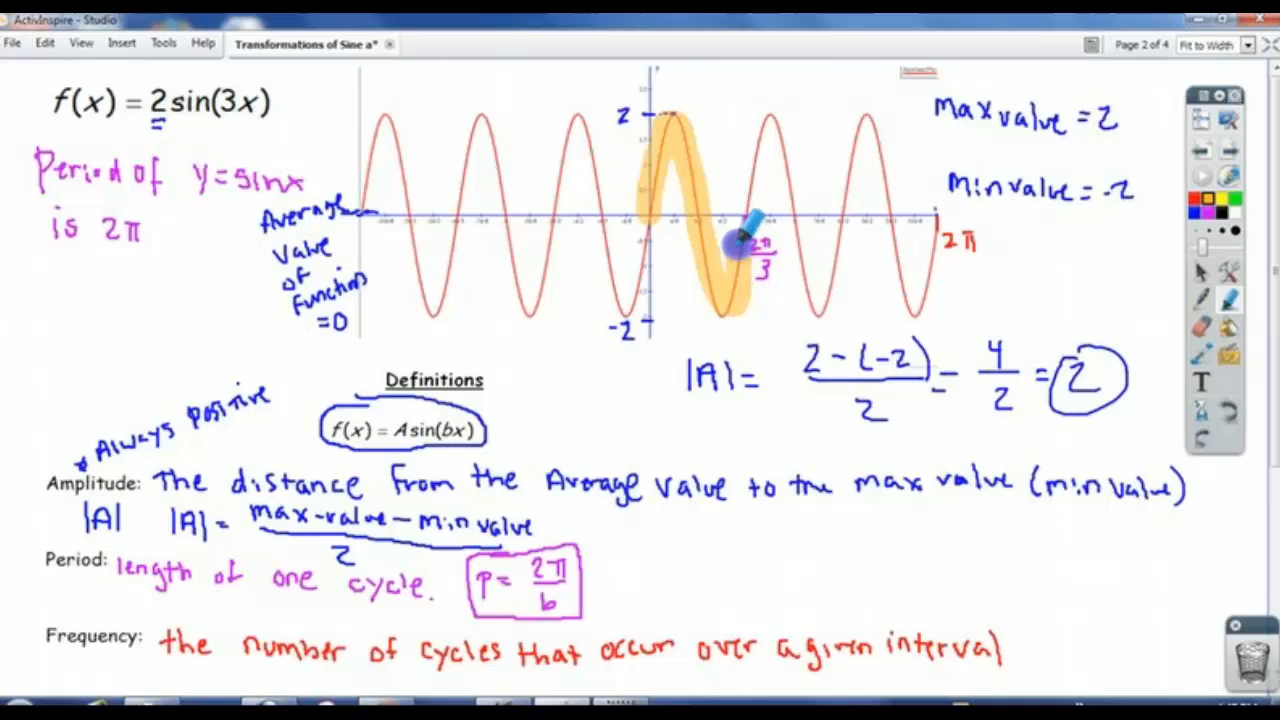 ActivInspire - Studio
File Edit View Insert Tools Help
Transformations of Sine a*
Page 2 of 4 Fit to Width
f(x) = 2 sin(3x)
Period of y=sinx
is 2π
Average
value
of
function
=0
2
-2
2π
3
2π
max value = 2
min value = -2
|A| = 2-(-2) / 2 = 4/2 = 2
Definitions
f(x) = A sin(bx)
* Always positive
Amplitude: The distance from the Average value to the max value (min value)
|A| |A| = max-value - min value / 2
Period: length of one cycle. P = 2π/b
Frequency: the number of cycles that occur over a given interval